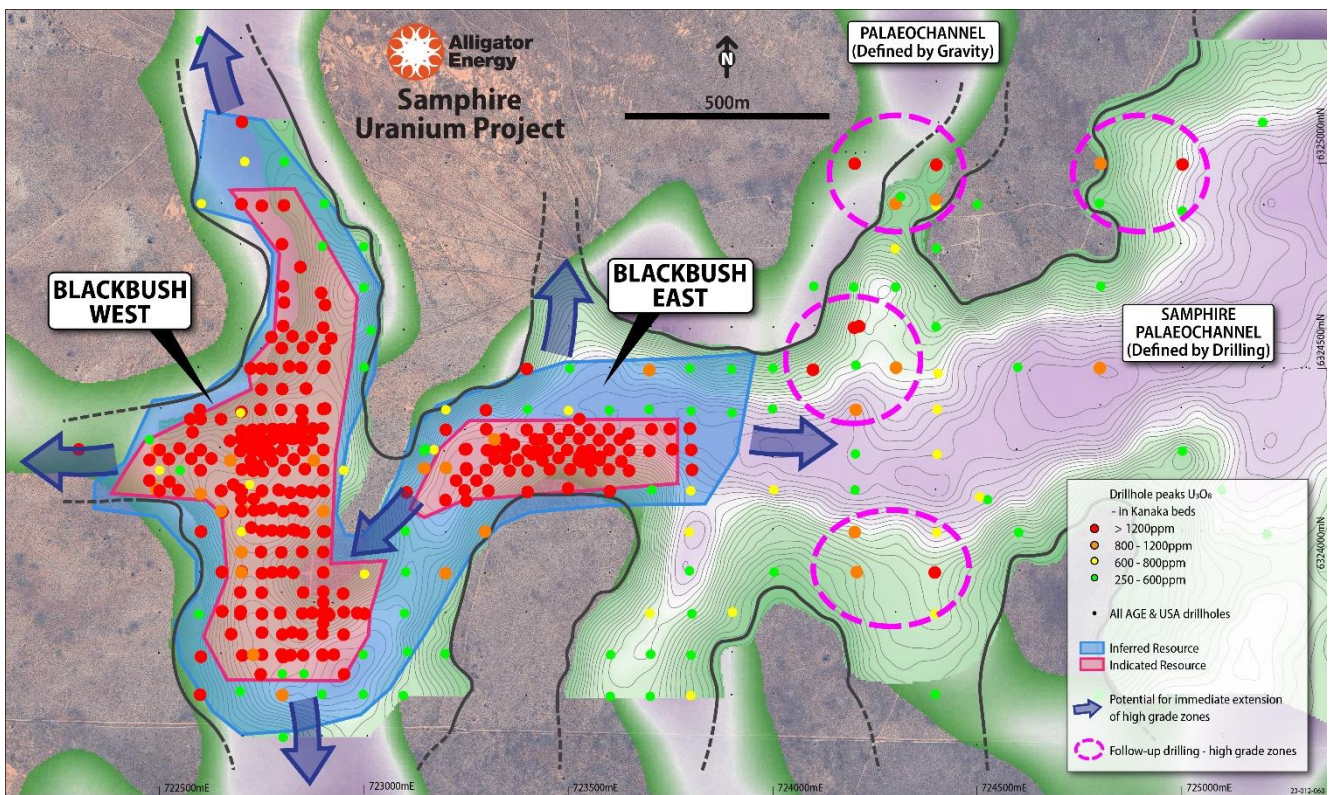 Alligator
Energy
Samphire
Uranium Project
N
500m
PALAEOCHANNEL
(Defined by Gravity)
6325000mN
BLACKBUSH
WEST
BLACKBUSH
EAST
SAMPHIRE
PALAEOCHANNEL
(Defined by Drilling)
6324500mN
6324000mN
Drillhole peaks U₃O₈
- in Kanaka beds
> 1200ppm
800 - 1200ppm
600 - 800ppm
250 - 600ppm
All AGE & USA drillholes
Inferred Resource
Indicated Resource
Potential for immediate extension
of high grade zones
Follow-up drilling - high grade zones
722500mE
723000mE
723500mE
724000mE
724500mE
725000mE
23-012-068